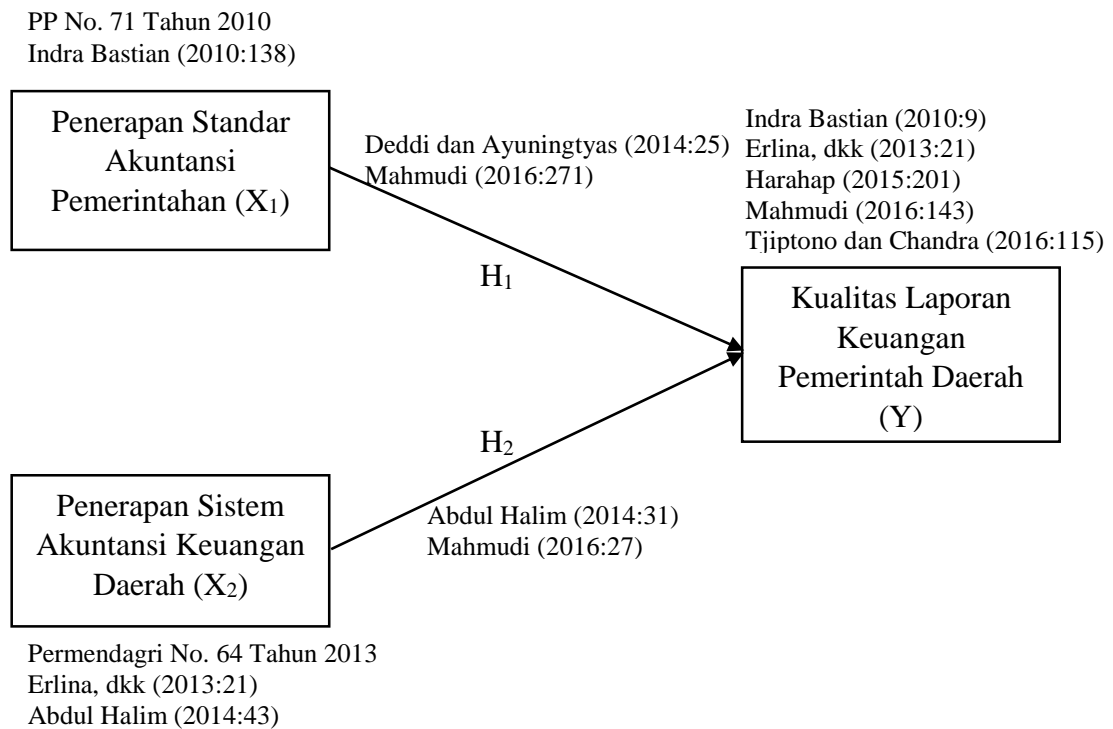 PP No. 71 Tahun 2010
Indra Bastian (2010:138)
Penerapan Standar
Akuntansi
Pemerintahan (X₁)
Deddi dan Ayuningtyas (2014:25)
Mahmudi (2016:271)
H₁
Indra Bastian (2010:9)
Erlina, dkk (2013:21)
Harahap (2015:201)
Mahmudi (2016:143)
Tjiptono dan Chandra (2016:115)
Kualitas Laporan
Keuangan
Pemerintah Daerah
(Y)
H₂
Abdul Halim (2014:31)
Mahmudi (2016:27)
Penerapan Sistem
Akuntansi Keuangan
Daerah (X₂)
Permendagri No. 64 Tahun 2013
Erlina, dkk (2013:21)
Abdul Halim (2014:43)